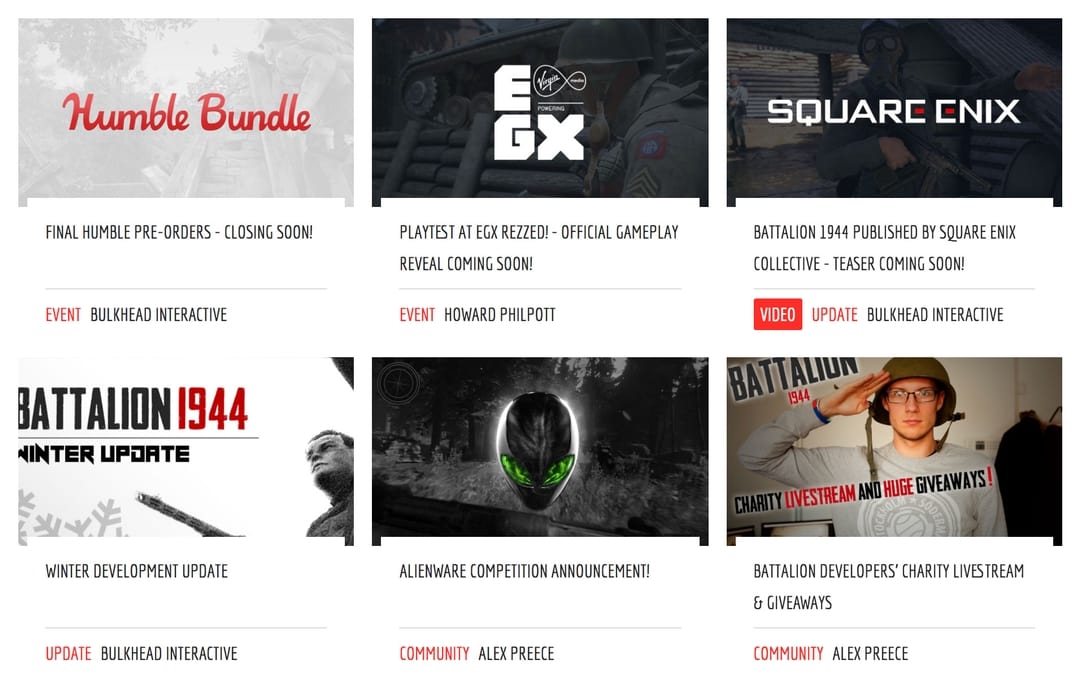 Humble Bundle
FINAL HUMBLE PRE-ORDERS - CLOSING SOON!
EVENT BULKHEAD INTERACTIVE
E
Virgin media
POWERING
GX
PLAYTEST AT EGX REZZED! - OFFICIAL GAMEPLAY
REVEAL COMING SOON!
EVENT HOWARD PHILPOTT
SQUARE ENIX
BATTALION 1944 PUBLISHED BY SQUARE ENIX
COLLECTIVE - TEASER COMING SOON!
VIDEO UPDATE BULKHEAD INTERACTIVE
BATTALION 1944
WINTER UPDATE
WINTER DEVELOPMENT UPDATE
UPDATE BULKHEAD INTERACTIVE
ALIENWARE COMPETITION ANNOUNCEMENT!
COMMUNITY ALEX PREECE
BATTALION
1944
CHARITY LIVESTREAM AND HUGE GIVEAWAYS!
BATTALION DEVELOPERS' CHARITY LIVESTREAM
& GIVEAWAYS
COMMUNITY ALEX PREECE